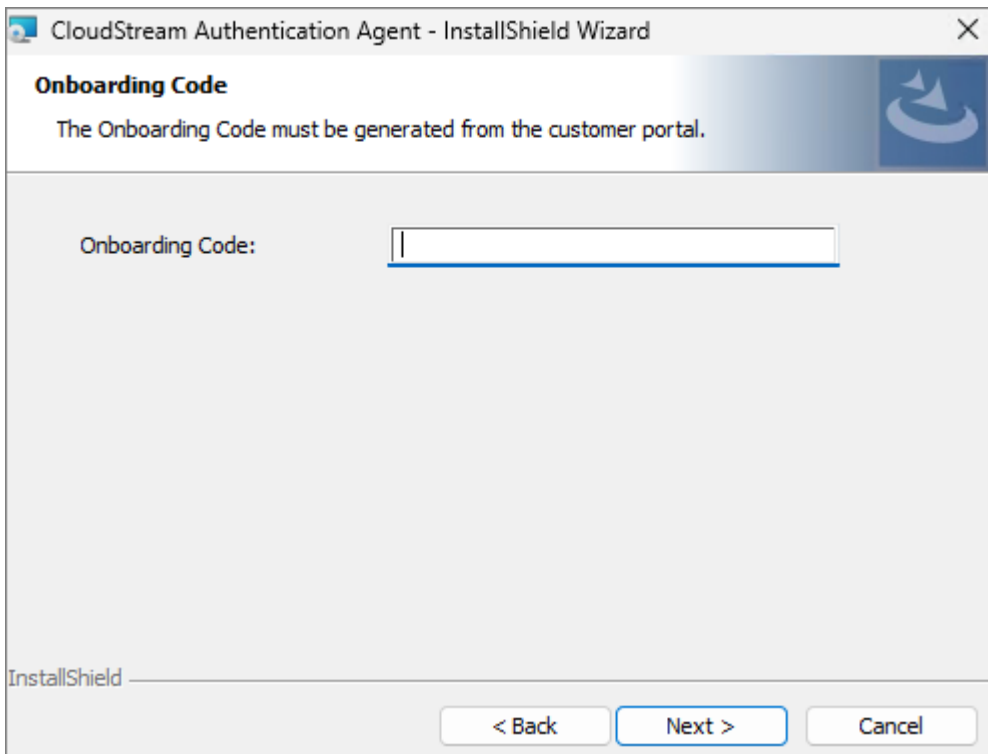 CloudStream Authentication Agent - InstallShield Wizard
Onboarding Code
The Onboarding Code must be generated from the customer portal.
Onboarding Code:
InstallShield
< Back Next > Cancel